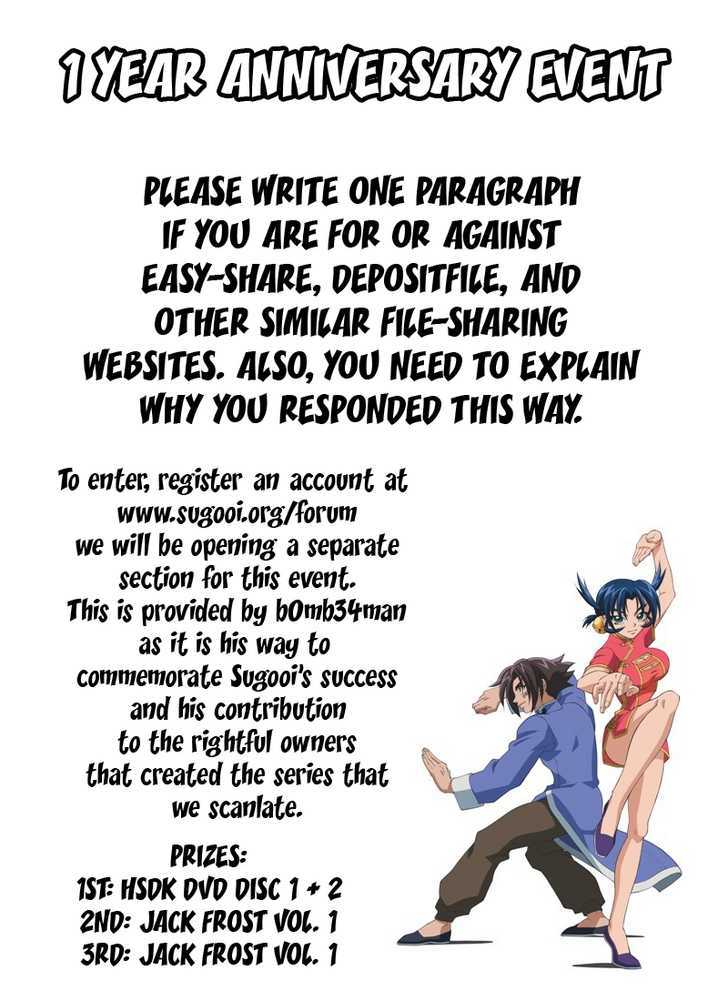 1 YEAR ANNIVERSARY EVENT
PLEASE WRITE ONE PARAGRAPH
IF YOU ARE FOR OR AGAINST
EASY-SHARE, DEPOSITFILE, AND
OTHER SIMILAR FILE-SHARING
WEBSITES. ALSO, YOU NEED TO EXPLAIN
WHY YOU RESPONDED THIS WAY.
To enter, register an account at
www.sugooi.org/forum
we will be opening a separate
section for this event.
This is provided by b0mb34man
as it is his way to
commemorate Sugooi's success
and his contribution
to the rightful owners
that created the series that
we scanlate.
PRIZES:
1ST: HSDK DVD DISC 1 + 2
2ND: JACK FROST VOL. 1
3RD: JACK FROST VOL. 1